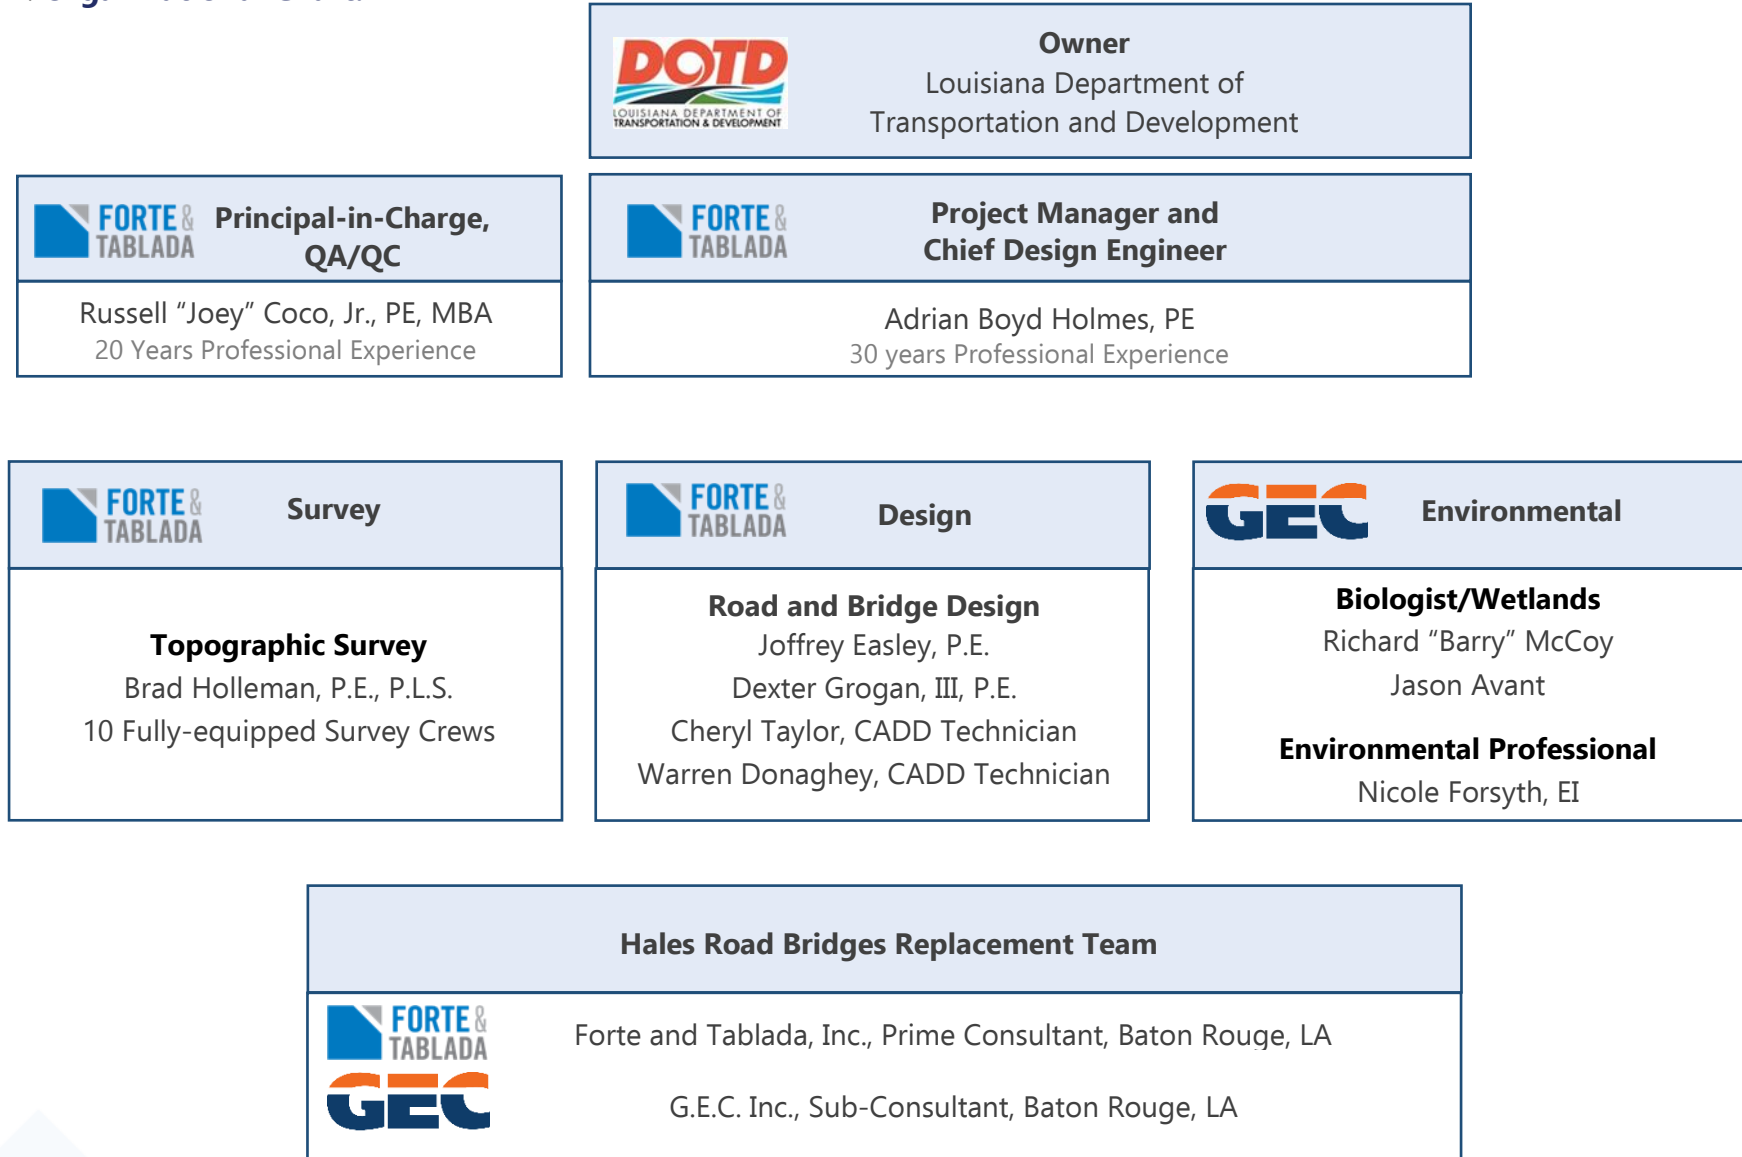 Organizational Chart
DOTD
LOUISIANA DEPARTMENT OF
TRANSPORTATION & DEVELOPMENT
Owner
Louisiana Department of
Transportation and Development
FORTE &
TABLADA
Principal-in-Charge,
QA/QC
Russell “Joey” Coco, Jr., PE, MBA
20 Years Professional Experience
FORTE &
TABLADA
Project Manager and
Chief Design Engineer
Adrian Boyd Holmes, PE
30 years Professional Experience
FORTE &
TABLADA
Survey
Topographic Survey
Brad Holleman, P.E., P.L.S.
10 Fully-equipped Survey Crews
FORTE &
TABLADA
Design
Road and Bridge Design
Joffrey Easley, P.E.
Dexter Grogan, III, P.E.
Cheryl Taylor, CADD Technician
Warren Donaghey, CADD Technician
GEC
Environmental
Biologist/Wetlands
Richard “Barry” McCoy
Jason Avant
Environmental Professional
Nicole Forsyth, EI
Hales Road Bridges Replacement Team
FORTE &
TABLADA
Forte and Tablada, Inc., Prime Consultant, Baton Rouge, LA
GEC
G.E.C. Inc., Sub-Consultant, Baton Rouge, LA